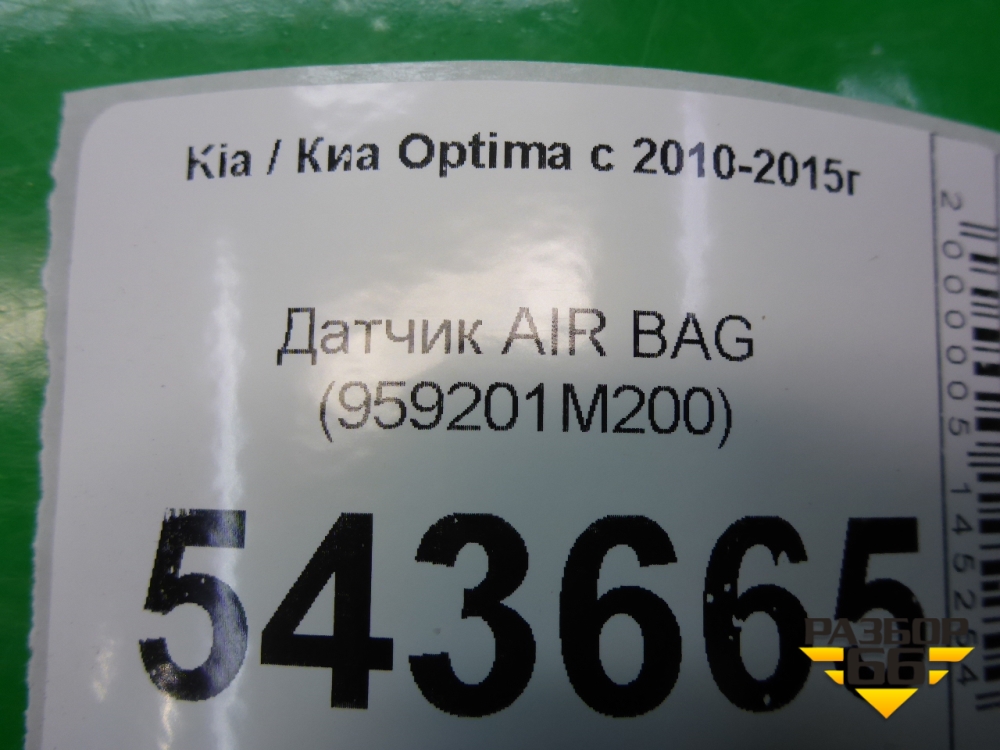 Kia / Киа Optima с 2010-2015г
Датчик AIR BAG
(959201M200)
543665
РАЗБОР
66